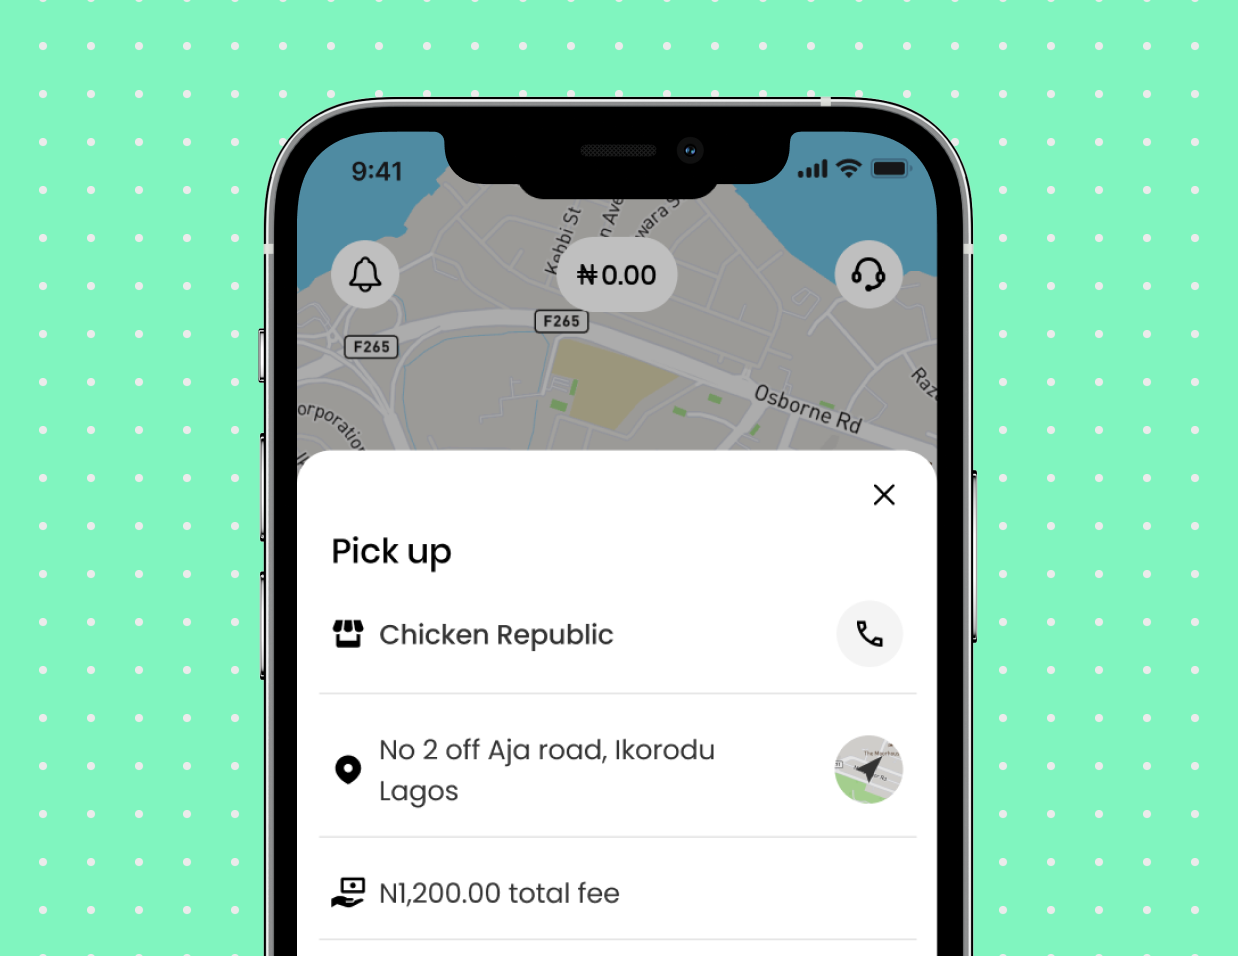 9:41
Kebbi St
n Ave
wara S
₦0.00
F265
F265
Osborne Rd
Raz
orporation
Pick up
Chicken Republic
No 2 off Aja road, Ikorodu
Lagos
N1,200.00 total fee